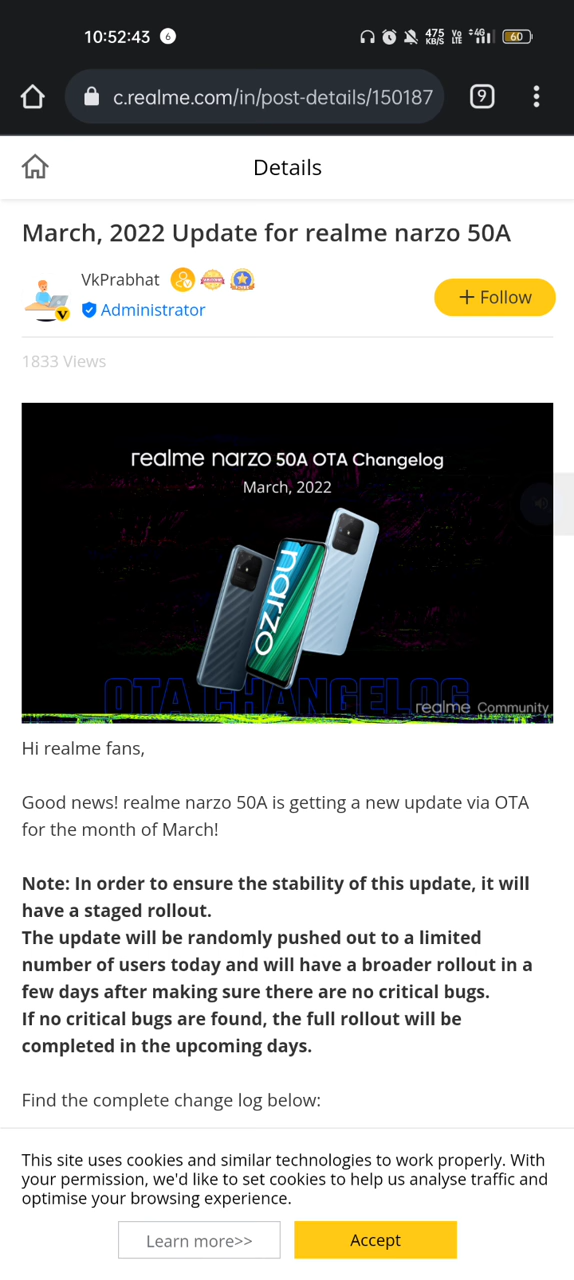 10:52:43 6 475 KB/S Vo LTE 4G 60
c.realme.com/in/post-details/150187 9
Details
March, 2022 Update for realme narzo 50A
VkPrabhat
V Administrator
+ Follow
1833 Views
realme narzo 50A OTA Changelog
March, 2022
narzo
OTA CHANGELOG
realme Community
Hi realme fans,
Good news! realme narzo 50A is getting a new update via OTA
for the month of March!
Note: In order to ensure the stability of this update, it will
have a staged rollout.
The update will be randomly pushed out to a limited
number of users today and will have a broader rollout in a
few days after making sure there are no critical bugs.
If no critical bugs are found, the full rollout will be
completed in the upcoming days.
Find the complete change log below:
This site uses cookies and similar technologies to work properly. With
your permission, we'd like to set cookies to help us analyse traffic and
optimise your browsing experience.
Learn more>>
Accept